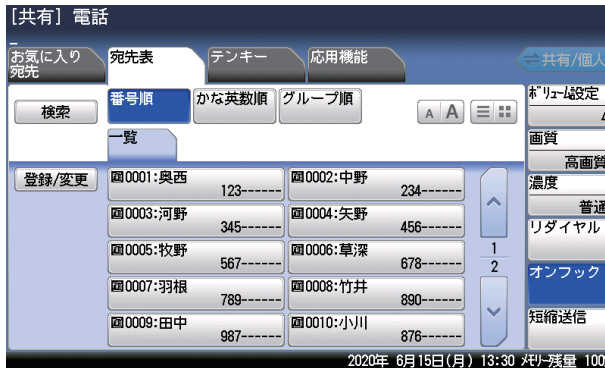 [共有] 電話
お気に入り
宛先
宛先表
テンキー
応用機能
共有/個人
検索
番号順
かな英数順
グループ順
A A
ボリューム設定
一覧
画質
高画質
登録/変更
0001:奥西
123------
0002:中野
234------
濃度
普通
0003:河野
345------
0004:矢野
456------
リダイヤル
0005:牧野
567------
0006:草深
678------
1
2
オンフック
0007:羽根
789------
0008:竹井
890------
0009:田中
987------
0010:小川
876------
短縮送信
2020年 6月15日(月) 13:30 メモリー残量 100